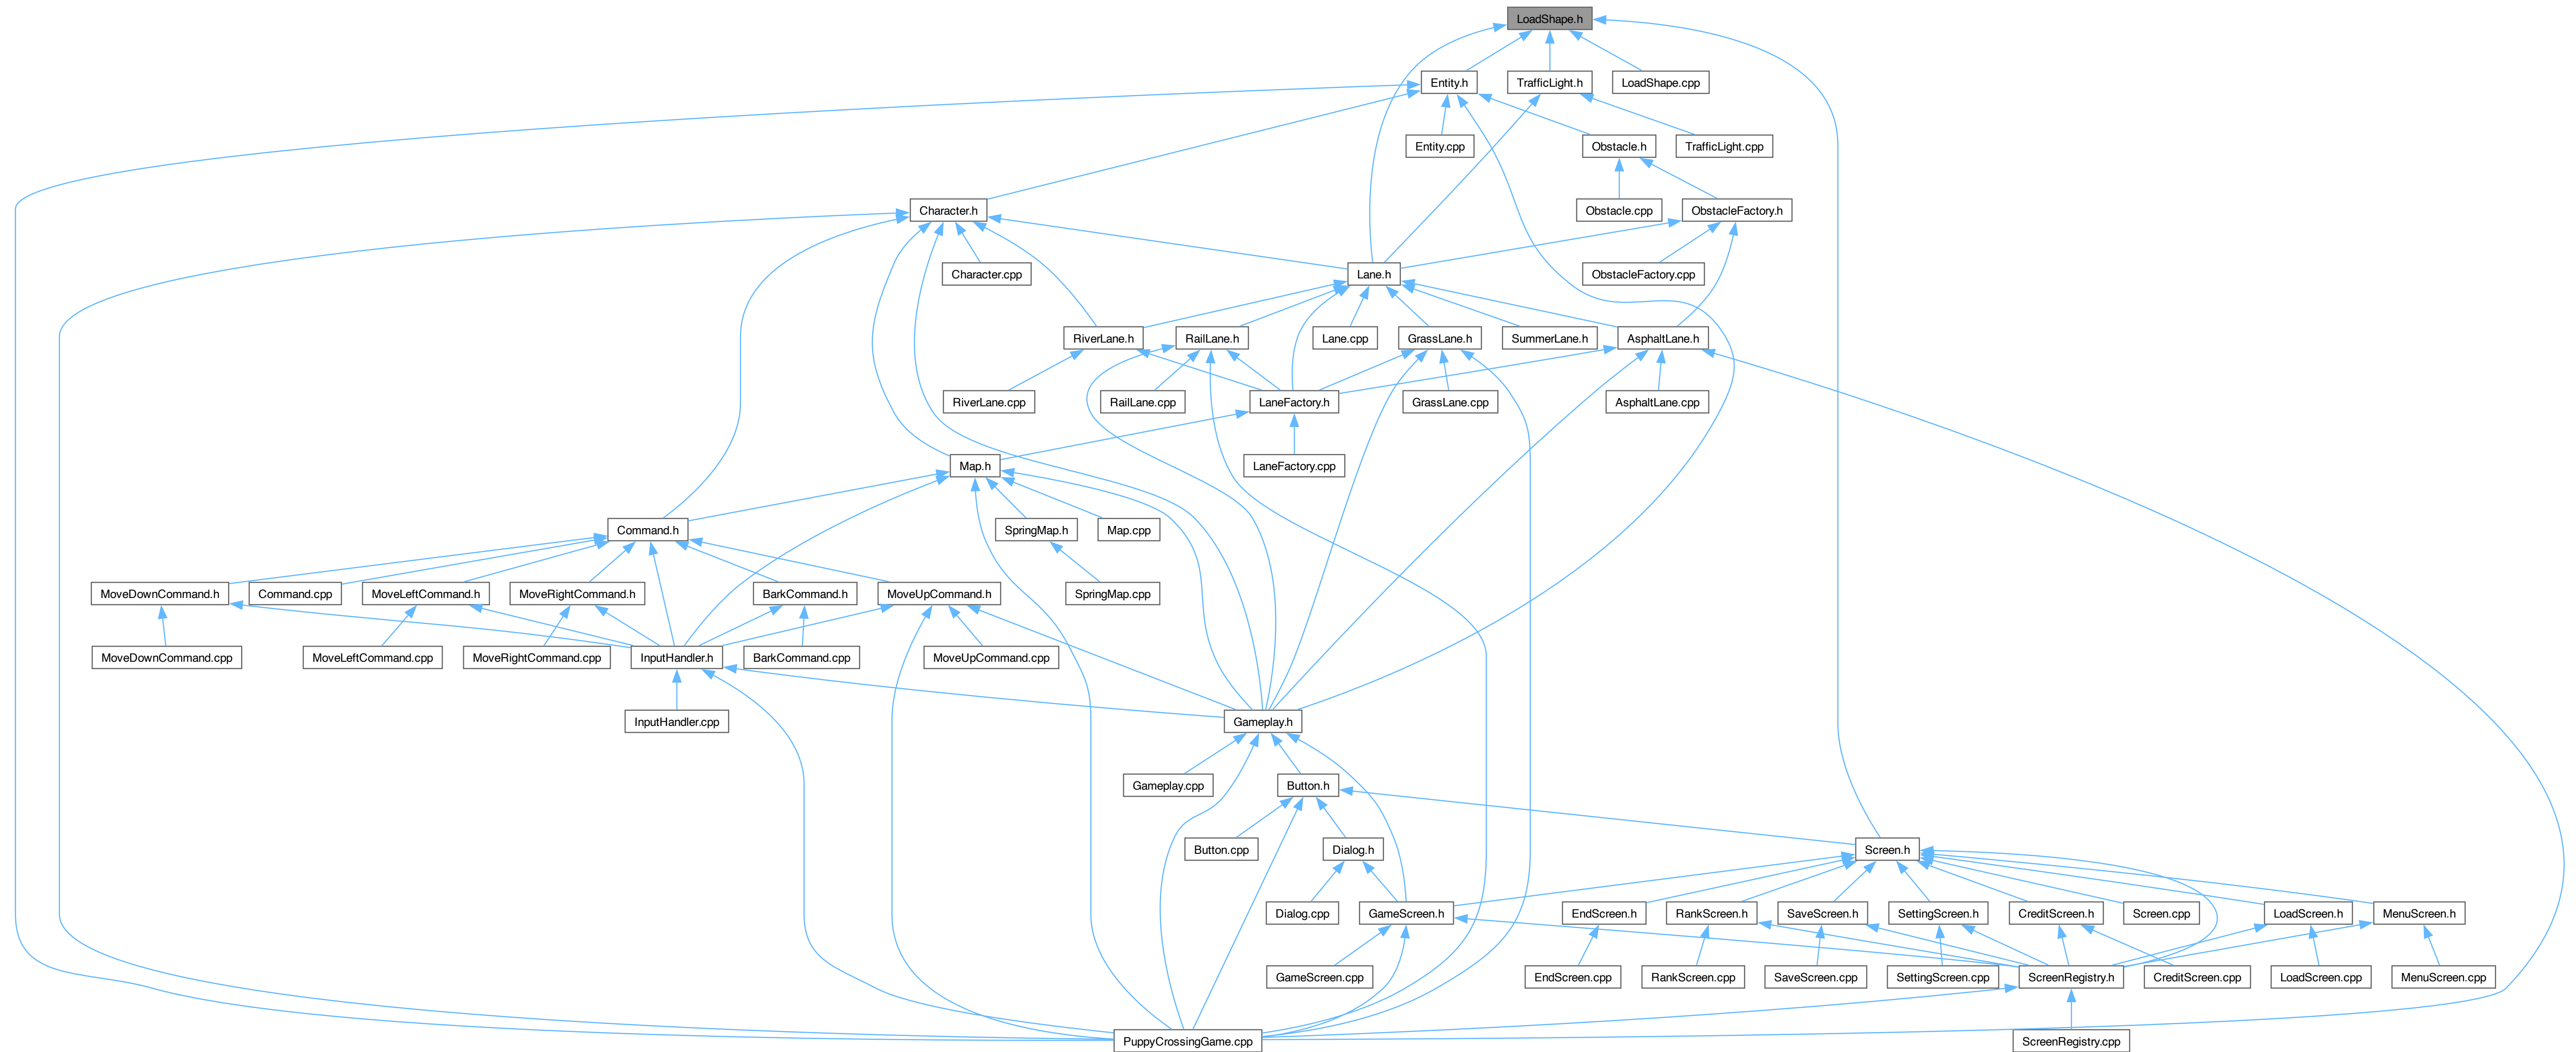 LoadShape.h
Entity.h
TrafficLight.h
LoadShape.cpp
Entity.cpp
Obstacle.h
TrafficLight.cpp
Character.h
Obstacle.cpp
ObstacleFactory.h
Character.cpp
Lane.h
ObstacleFactory.cpp
RiverLane.h
RailLane.h
Lane.cpp
GrassLane.h
SummerLane.h
AsphaltLane.h
RiverLane.cpp
RailLane.cpp
LaneFactory.h
GrassLane.cpp
AsphaltLane.cpp
Map.h
LaneFactory.cpp
Command.h
SpringMap.h
Map.cpp
MoveDownCommand.h
Command.cpp
MoveLeftCommand.h
MoveRightCommand.h
BarkCommand.h
MoveUpCommand.h
SpringMap.cpp
MoveDownCommand.cpp
MoveLeftCommand.cpp
MoveRightCommand.cpp
InputHandler.h
BarkCommand.cpp
MoveUpCommand.cpp
InputHandler.cpp
Gameplay.h
Gameplay.cpp
Button.h
Button.cpp
Dialog.h
Screen.h
Dialog.cpp
GameScreen.h
EndScreen.h
RankScreen.h
SaveScreen.h
SettingScreen.h
CreditScreen.h
Screen.cpp
LoadScreen.h
MenuScreen.h
GameScreen.cpp
EndScreen.cpp
RankScreen.cpp
SaveScreen.cpp
SettingScreen.cpp
ScreenRegistry.h
CreditScreen.cpp
LoadScreen.cpp
MenuScreen.cpp
PuppyCrossingGame.cpp
ScreenRegistry.cpp